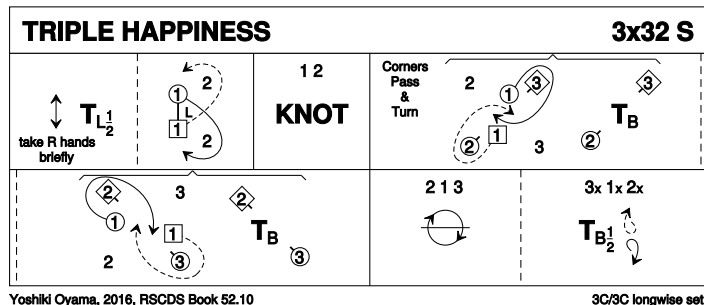 TRIPLE HAPPINESS 3x32 S
take R hands
briefly
T L 1/2
2
1
L
1
2
1 2
KNOT
Corners
Pass
&
Turn
2
3
1
1
2
3
3
2
T B
2
3
1
1
3
2
2
3
T B
2 1 3
3x 1x 2x
T B 1/2
Yoshiki Oyama, 2016, RSCDS Book 52.10
3C/3C longwise set